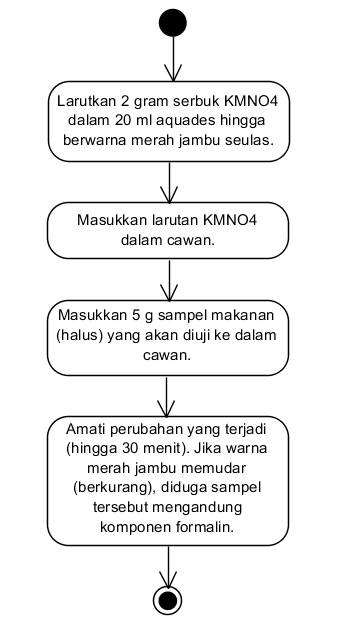 Larutkan 2 gram serbuk KMNO4
dalam 20 ml aquades hingga
berwarna merah jambu seulas.
Masukkan larutan KMNO4
dalam cawan.
Masukkan 5 g sampel makanan
(halus) yang akan diuji ke dalam
cawan.
Amati perubahan yang terjadi
(hingga 30 menit). Jika warna
merah jambu memudar
(berkurang), diduga sampel
tersebut mengandung
komponen formalin.